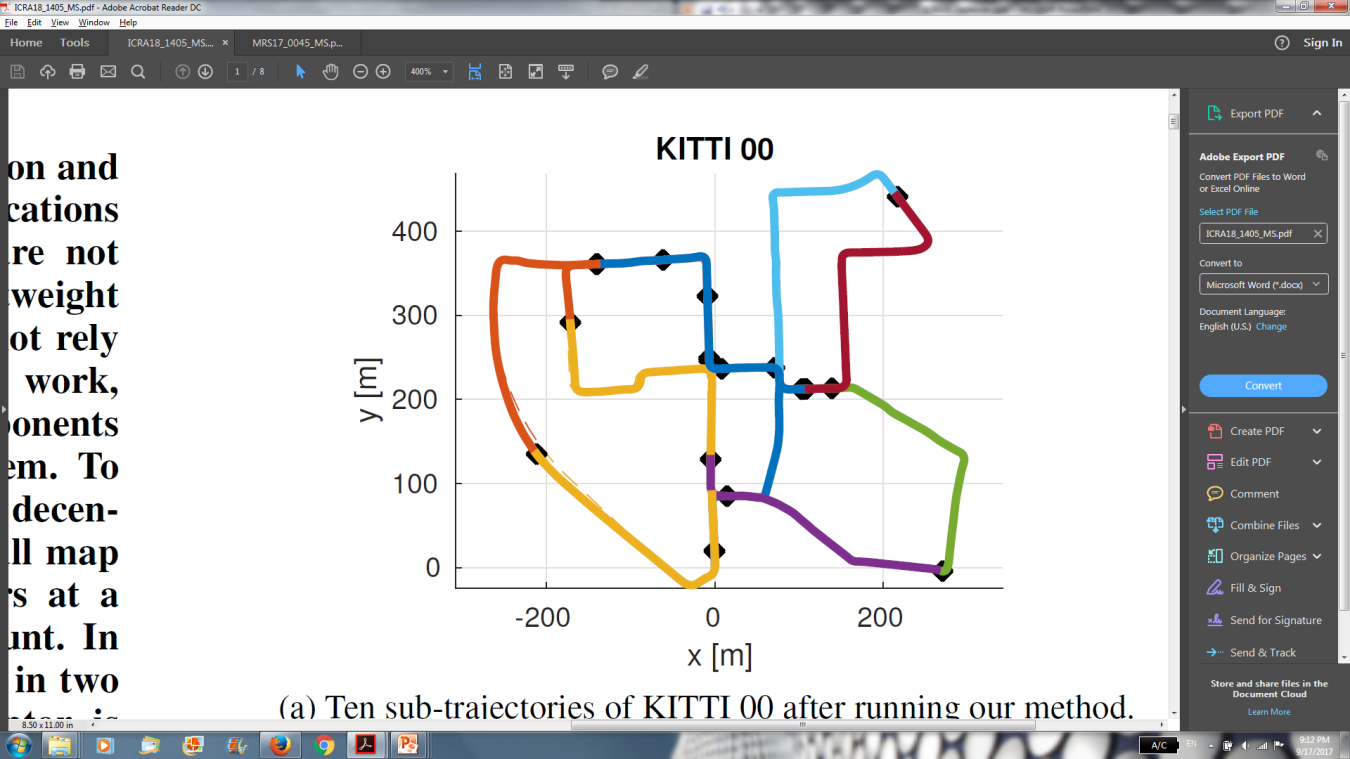 ICRA18_1405_MS.pdf - Adobe Acrobat Reader DC
File Edit View Window Help
Home Tools ICRA18_1405_MS.... × MRS17_0045_MS.p... Sign In
1 / 8 400%
on and
cations
re not
tweight
ot rely
work,
ponents
em. To
decen-
ll map
rs at a
unt. In
in two
KITTI 00
400
300
200
100
0
y [m]
-200 0 200
x [m]
(a) Ten sub-trajectories of KITTI 00 after running our method.
8.50 x 11.00 in
Export PDF
Adobe Export PDF
Convert PDF Files to Word
or Excel Online
Select PDF File
ICRA18_1405_MS.pdf
Convert to
Microsoft Word (*.docx)
Document Language:
English (U.S.) Change
Convert
Create PDF
Edit PDF
Comment
Combine Files
Organize Pages
Fill & Sign
Send for Signature
Send & Track
Store and share files in the
Document Cloud
Learn More
A/C EN 9:12 PM
9/17/2017